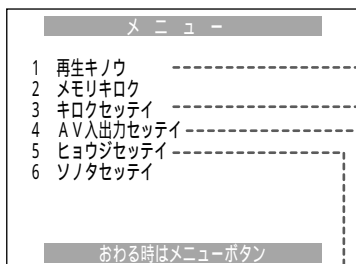 メニュー
1 再生キノウ
2 メモリキロク
3 キロクセッテイ
4 AV入出力セッテイ
5 ヒョウジセッテイ
6 ソノタセッテイ
おわる時はメニューボタン